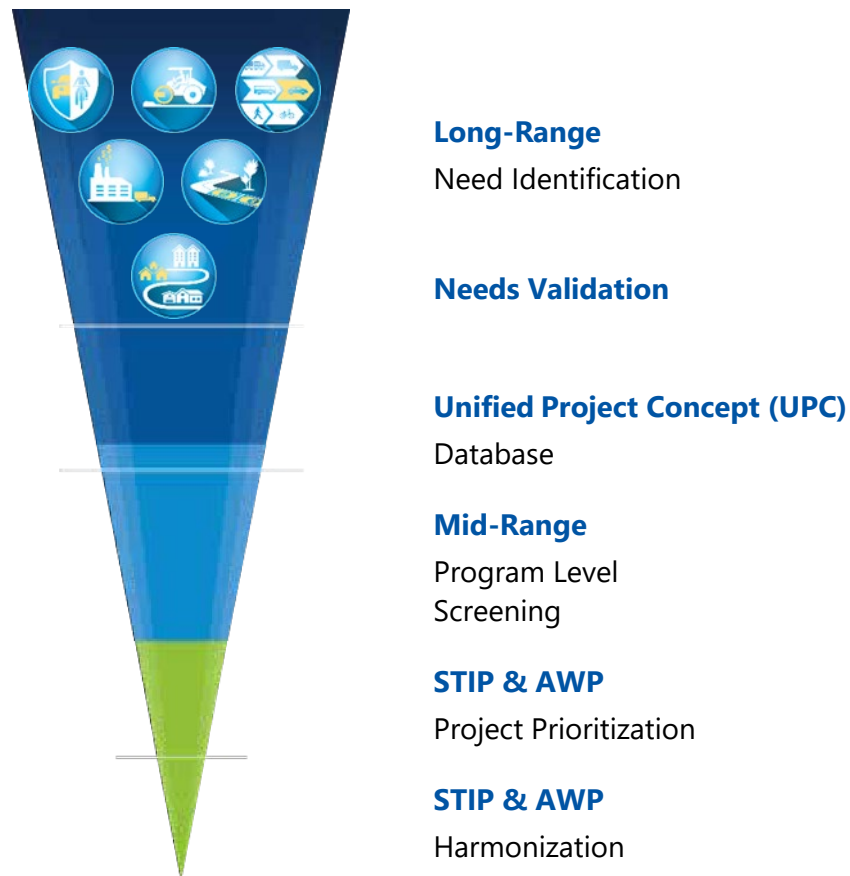 Long-Range
Need Identification
Needs Validation
Unified Project Concept (UPC)
Database
Mid-Range
Program Level
Screening
STIP & AWP
Project Prioritization
STIP & AWP
Harmonization